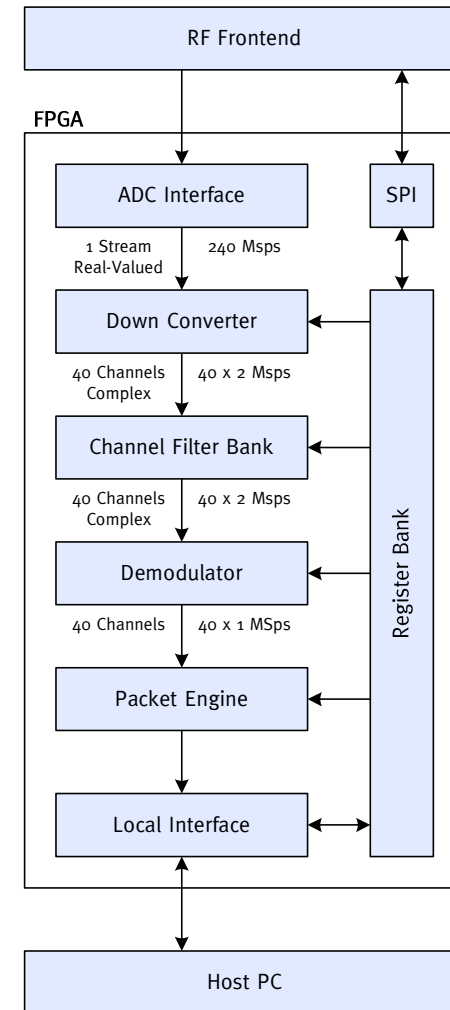 RF Frontend
FPGA
ADC Interface
SPI
1 Stream
Real-Valued
240 Msps
Down Converter
40 Channels
Complex
40 x 2 Msps
Channel Filter Bank
40 Channels
Complex
40 x 2 Msps
Demodulator
40 Channels
40 x 1 MSps
Packet Engine
Local Interface
Register Bank
Host PC